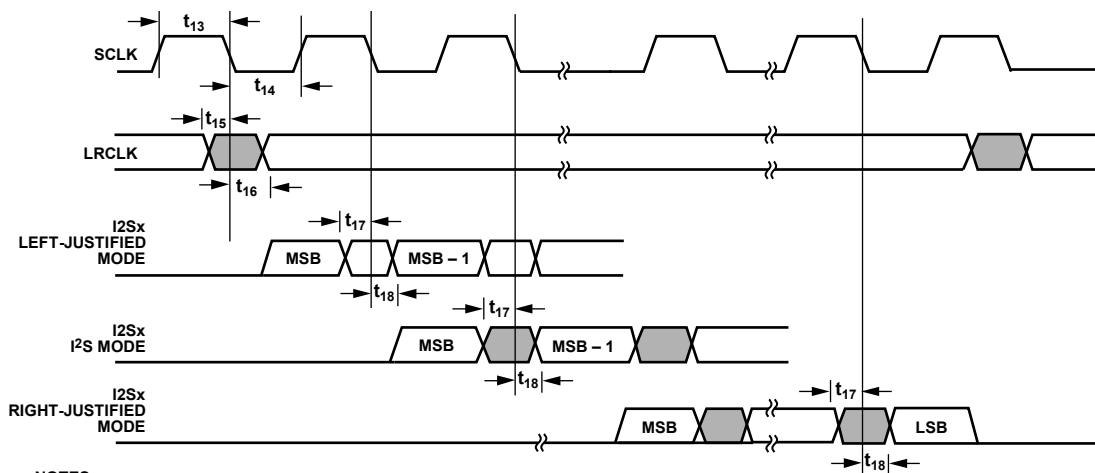 t13
SCLK
t14
t15
LRCLK
t16
I2Sx
LEFT-JUSTIFIED
MODE
t17
MSB
MSB – 1
t18
t17
I2Sx
I²S MODE
MSB
MSB – 1
t18
I2Sx
RIGHT-JUSTIFIED
MODE
t17
MSB
LSB
t18